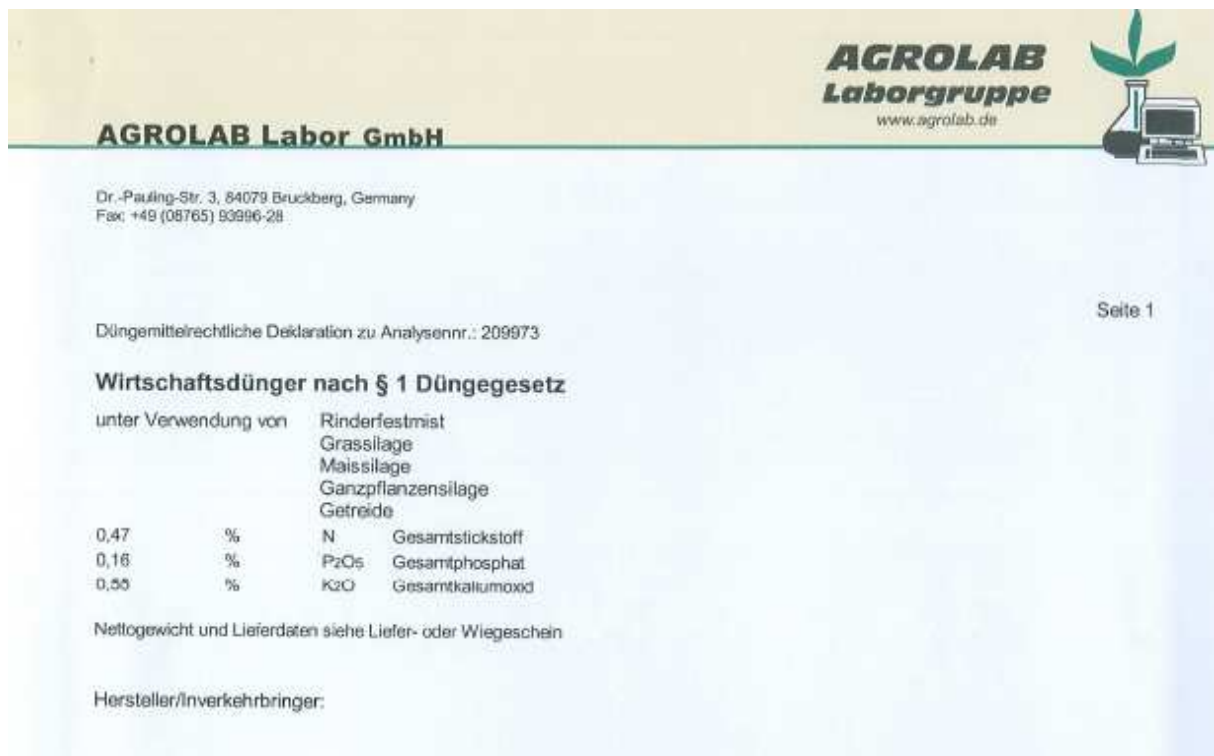 AGROLAB
Laborgruppe
www.agrolab.de
AGROLAB Labor GmbH
Dr.-Pauling-Str. 3, 84079 Bruckberg, Germany
Fax: +49 (08765) 93996-28
Seite 1
Düngemittelrechtliche Deklaration zu Analysennr.: 209973
Wirtschaftsdünger nach § 1 Düngegesetz
unter Verwendung von Rinderfestmist
Grassilage
Maissilage
Ganzpflanzensilage
Getreide
0,47 % N Gesamtstickstoff
0,16 % P2O5 Gesamtphosphat
0,55 % K2O Gesamtkaliumoxid
Nettogewicht und Lieferdaten siehe Liefer- oder Wiegeschein
Hersteller/Inverkehrbringer: